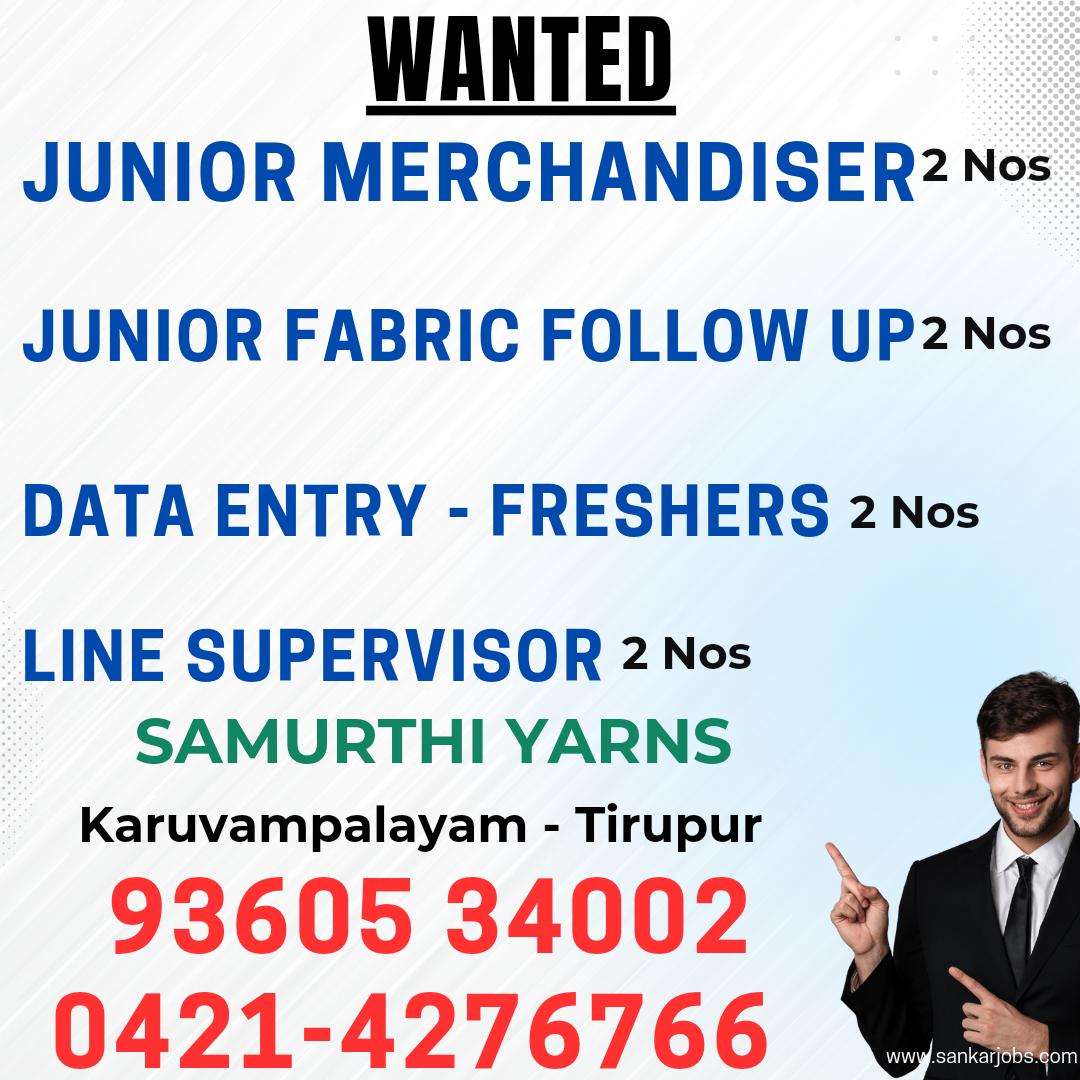 WANTED
JUNIOR MERCHANDISER 2 Nos
JUNIOR FABRIC FOLLOW UP 2 Nos
DATA ENTRY - FRESHERS 2 Nos
LINE SUPERVISOR 2 Nos
SAMURTHI YARNS
Karuvampalayam - Tirupur
93605 34002
0421-4276766
www.sankarjobs.com